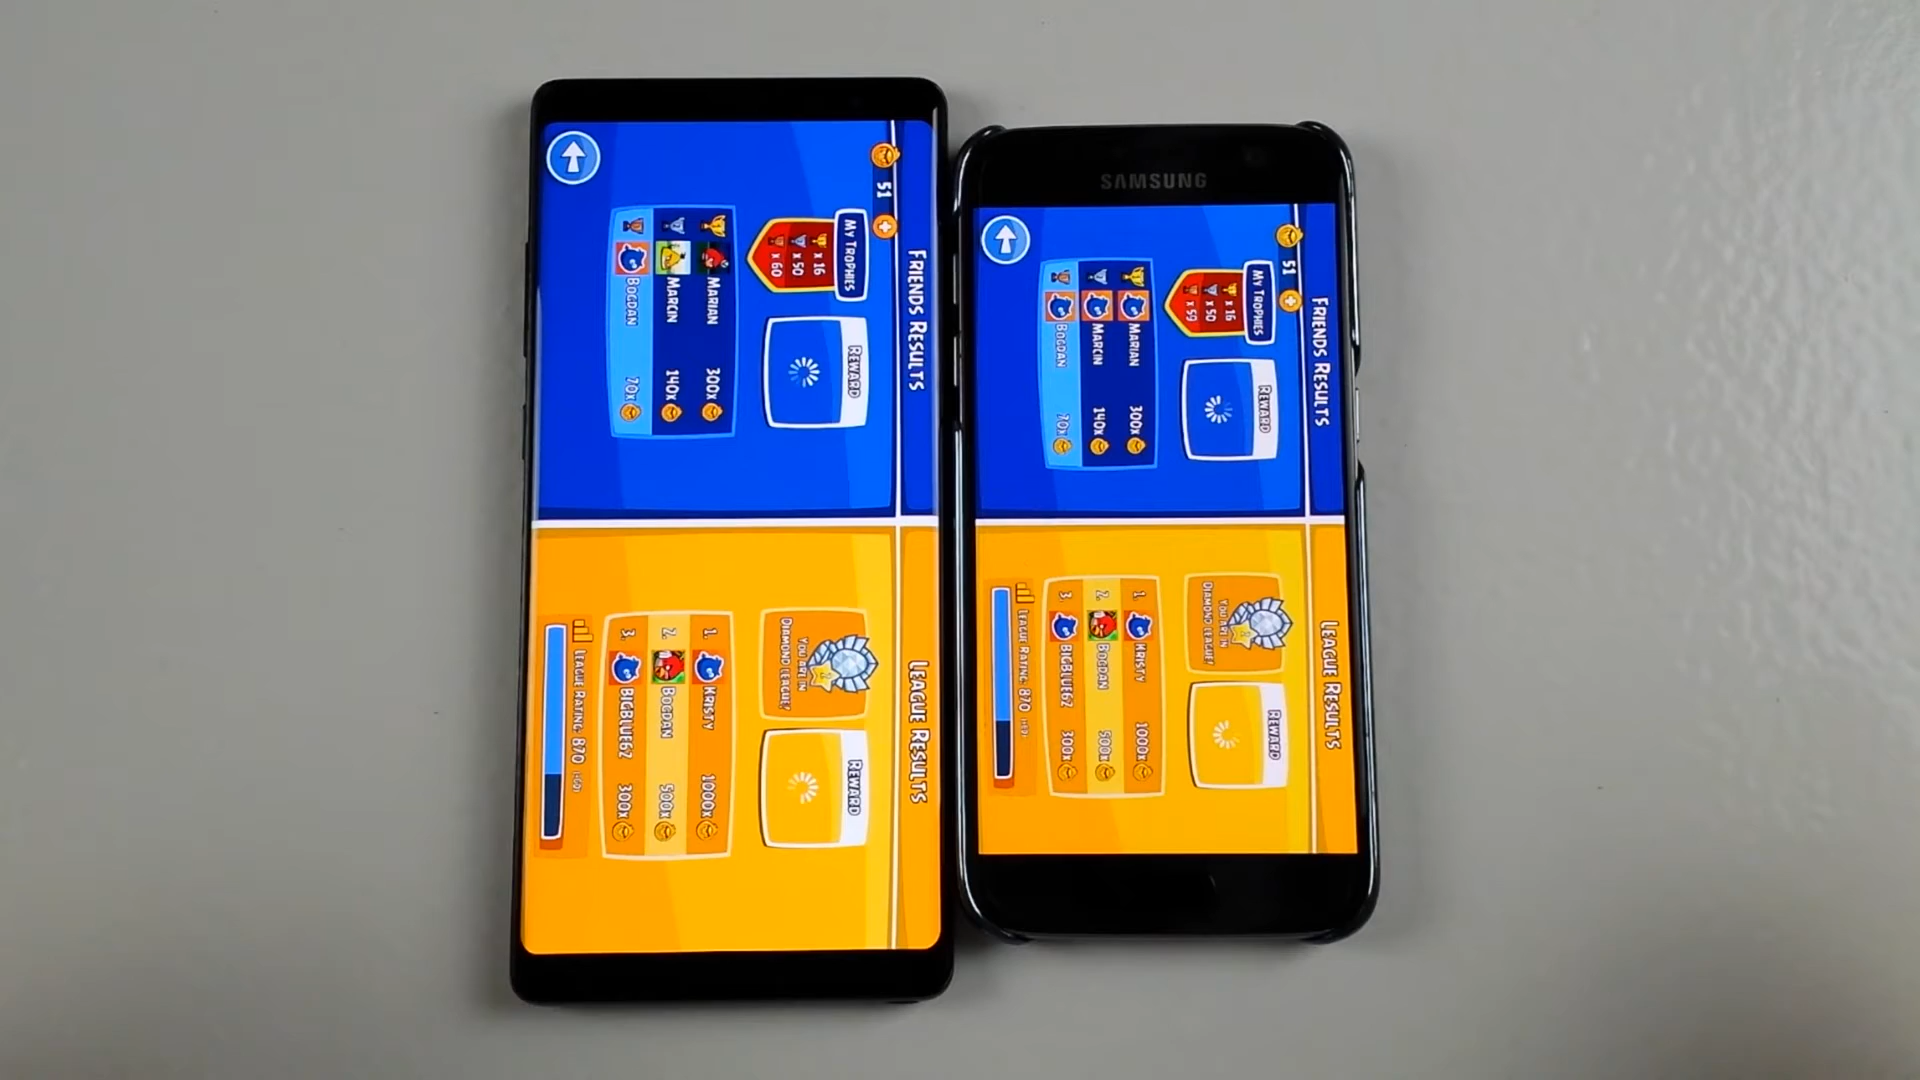 51
FRIENDS RESULTS
MY TROPHIES
x 16
x 50
x 60
REWARD
MARIAN 300x
MARCIN 140x
BOGDAN 70x
LEAGUE RESULTS
YOU ARE IN
DIAMOND LEAGUE!
REWARD
1. KRISTY 1000x
2. BOGDAN 500x
3. BIGBLUE62 300x
LEAGUE RATING: 870
SAMSUNG
51
FRIENDS RESULTS
MY TROPHIES
x 16
x 50
x 59
REWARD
MARIAN 300x
MARCIN 140x
BOGDAN 70x
LEAGUE RESULTS
YOU ARE IN
DIAMOND LEAGUE!
REWARD
1. KRISTY 1000x
2. BOGDAN 500x
3. BIGBLUE62 300x
LEAGUE RATING: 870